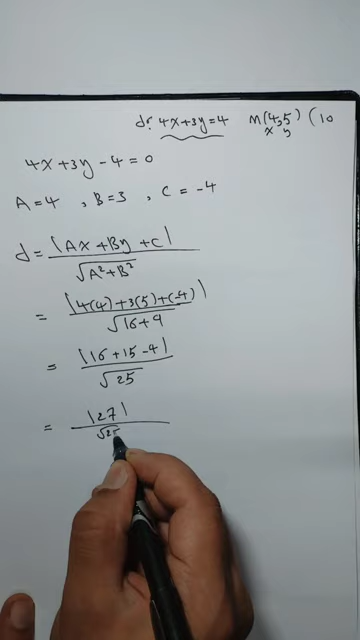 dr: 4x+3y=4 M(4,5) (10
x y
4x+3y-4=0
A=4 , B=3 , C=-4
d = |Ax+By+C| / √A²+B²
= |4(4)+3(5)+(-4)| / √16+9
= |16+15-4| / √25
= |27| / √25